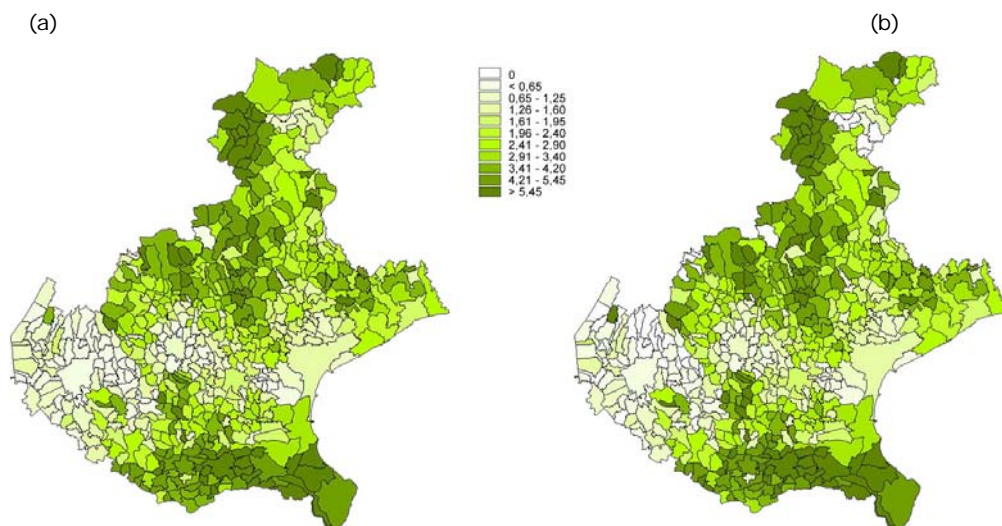 (a)
(b)
0
< 0,65
0,65 - 1,25
1,26 - 1,60
1,61 - 1,95
1,96 - 2,40
2,41 - 2,90
2,91 - 3,40
3,41 - 4,20
4,21 - 5,45
> 5,45